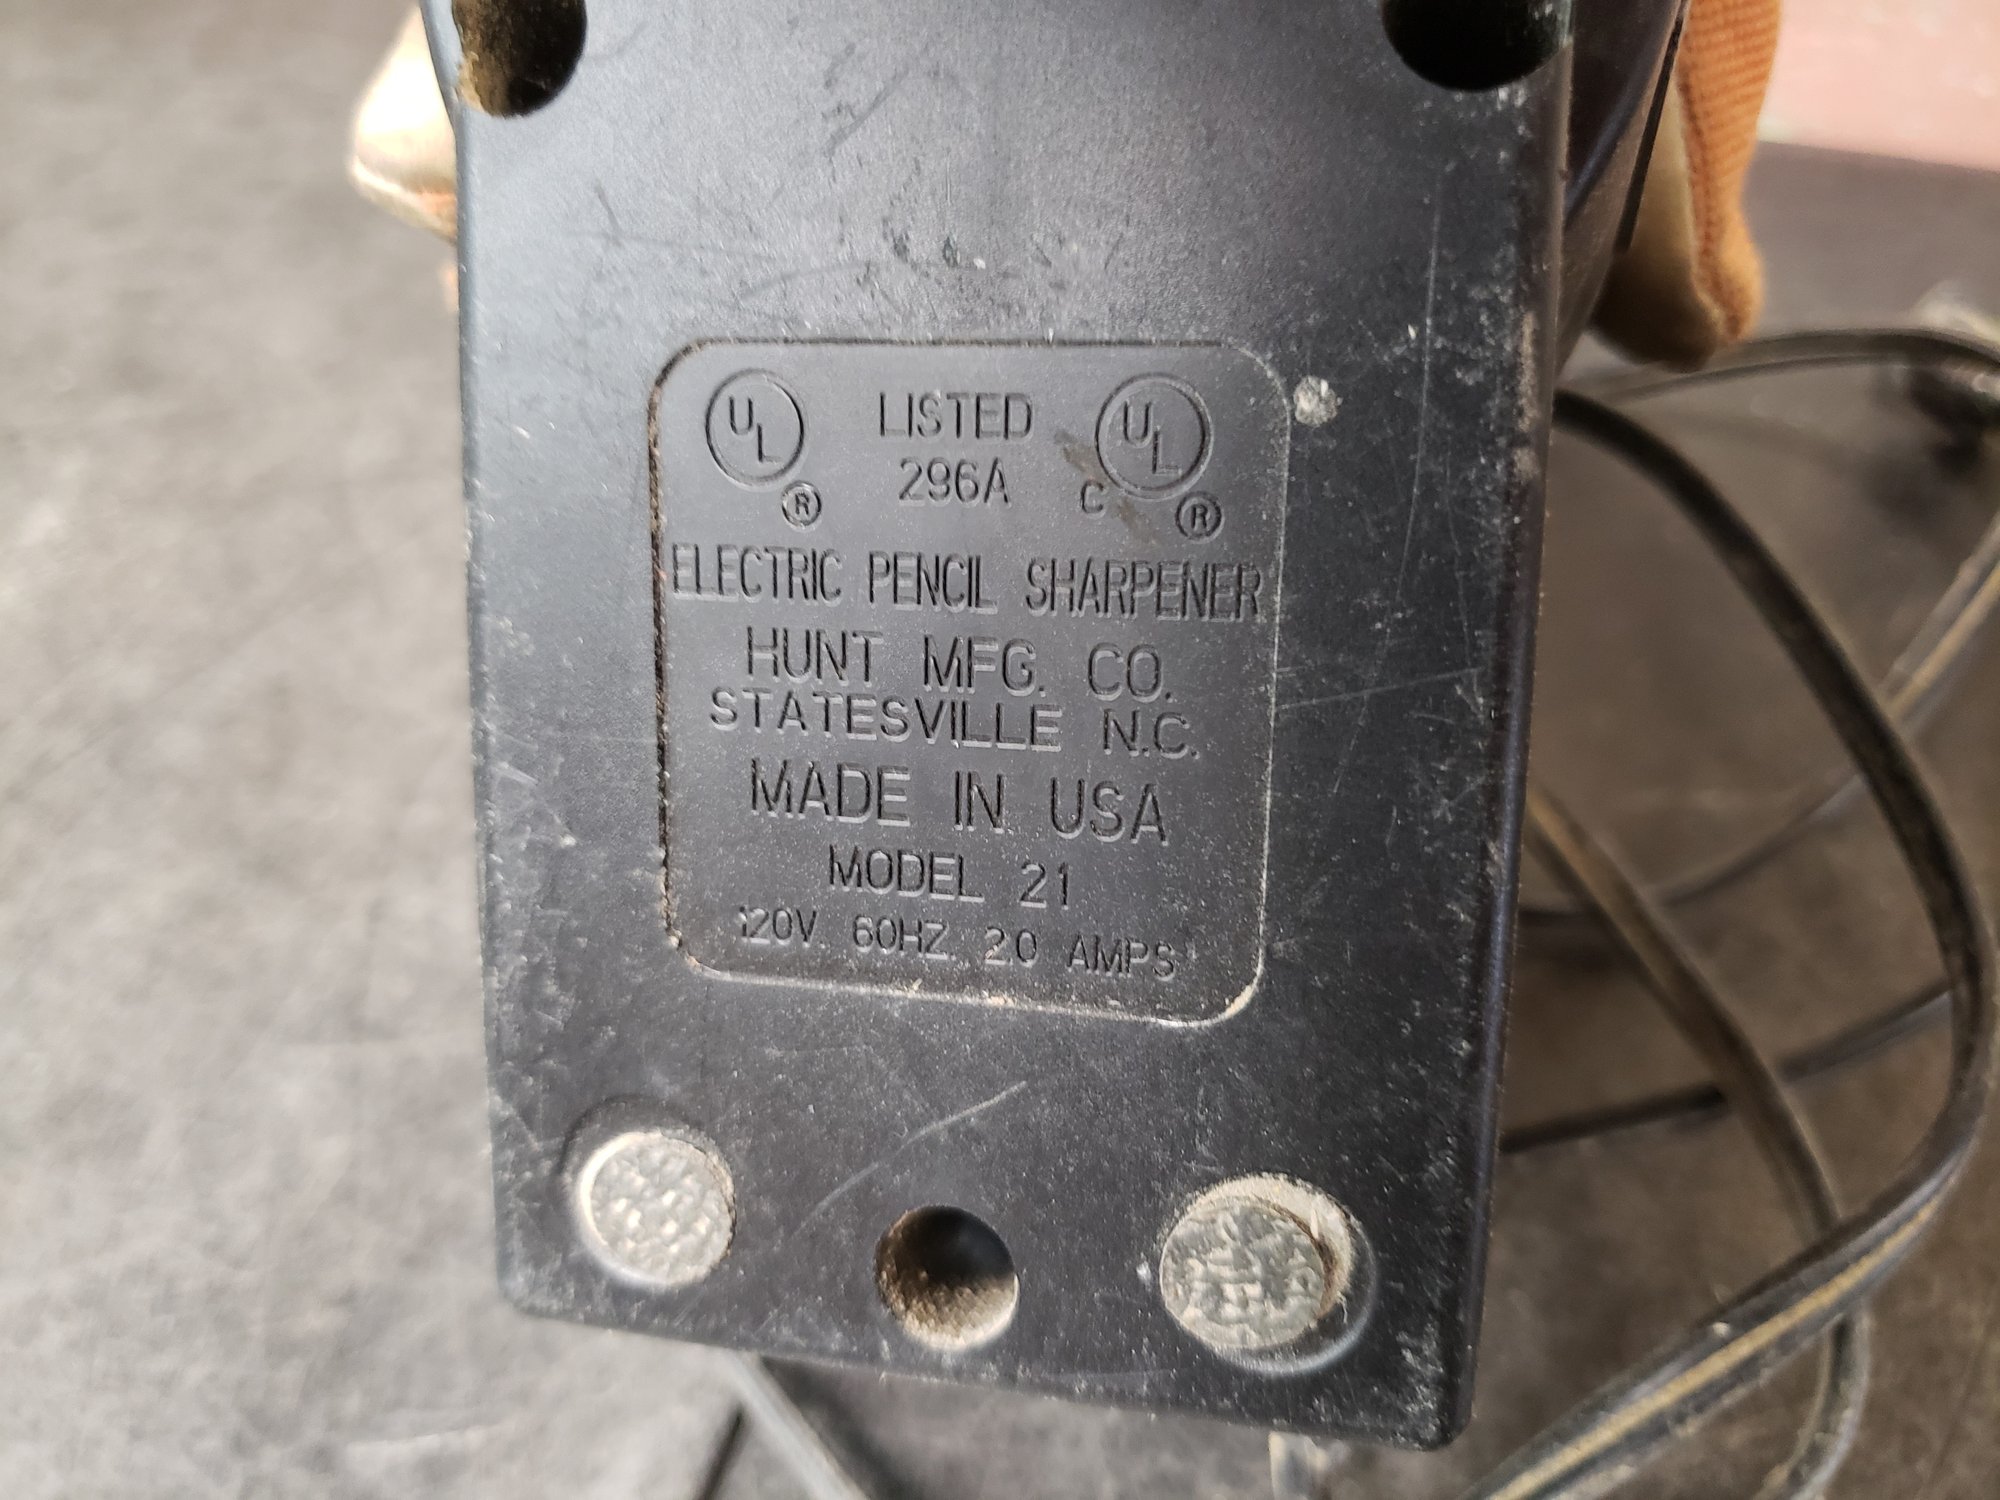 UL LISTED UL
® 296A C ®
ELECTRIC PENCIL SHARPENER
HUNT MFG. CO.
STATESVILLE N.C.
MADE IN USA
MODEL 21
120V. 60HZ. 2.0 AMPS